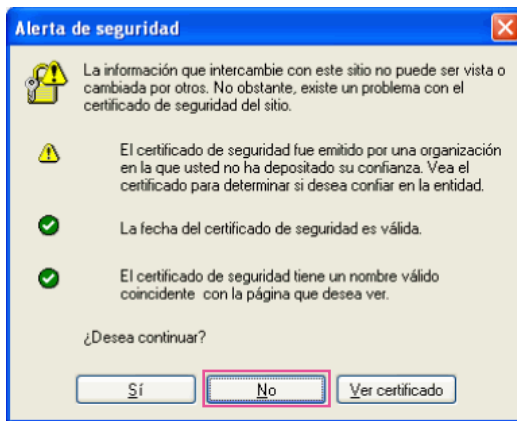 Alerta de seguridad
La información que intercambie con este sitio no puede ser vista o
cambiada por otros. No obstante, existe un problema con el
certificado de seguridad del sitio.
El certificado de seguridad fue emitido por una organización
en la que usted no ha depositado su confianza. Vea el
certificado para determinar si desea confiar en la entidad.
La fecha del certificado de seguridad es válida.
El certificado de seguridad tiene un nombre válido
coincidente con la página que desea ver.
¿Desea continuar?
Sí No Ver certificado